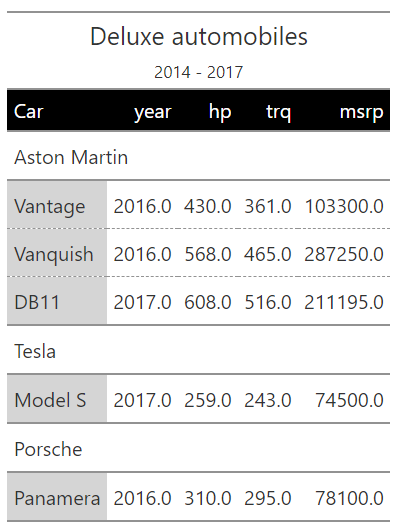 Deluxe automobiles
2014 - 2017
Car year hp trq msrp
Aston Martin
Vantage 2016.0 430.0 361.0 103300.0
Vanquish 2016.0 568.0 465.0 287250.0
DB11 2017.0 608.0 516.0 211195.0
Tesla
Model S 2017.0 259.0 243.0 74500.0
Porsche
Panamera 2016.0 310.0 295.0 78100.0